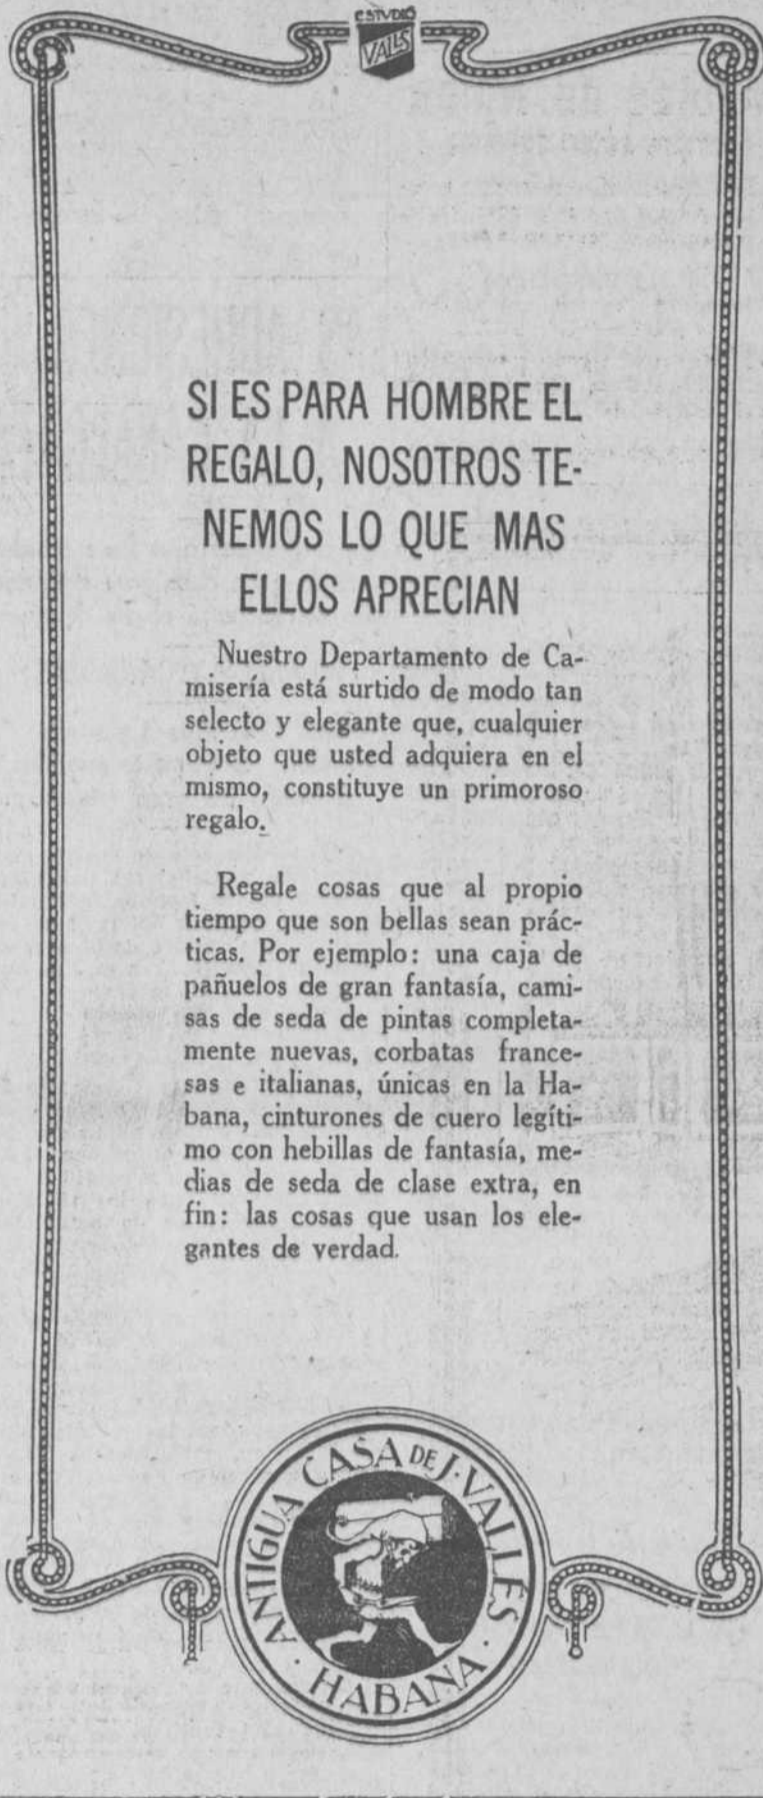 ESTVDIO
VALLS
SI ES PARA HOMBRE EL
REGALO, NOSOTROS TE-
NEMOS LO QUE MAS
ELLOS APRECIAN
Nuestro Departamento de Ca-
misería está surtido de modo tan
selecto y elegante que, cualquier
objeto que usted adquiera en el
mismo, constituye un primoroso
regalo.
Regale cosas que al propio
tiempo que son bellas sean prác-
ticas. Por ejemplo: una caja de
pañuelos de gran fantasía, cami-
sas de seda de pintas completa-
mente nuevas, corbatas france-
sas e italianas, únicas en la Ha-
bana, cinturones de cuero legíti-
mo con hebillas de fantasía, me-
dias de seda de clase extra, en
fin: las cosas que usan los ele-
gantes de verdad.
ANTIGUA CASA DE J. VALLÉS
· HABANA ·